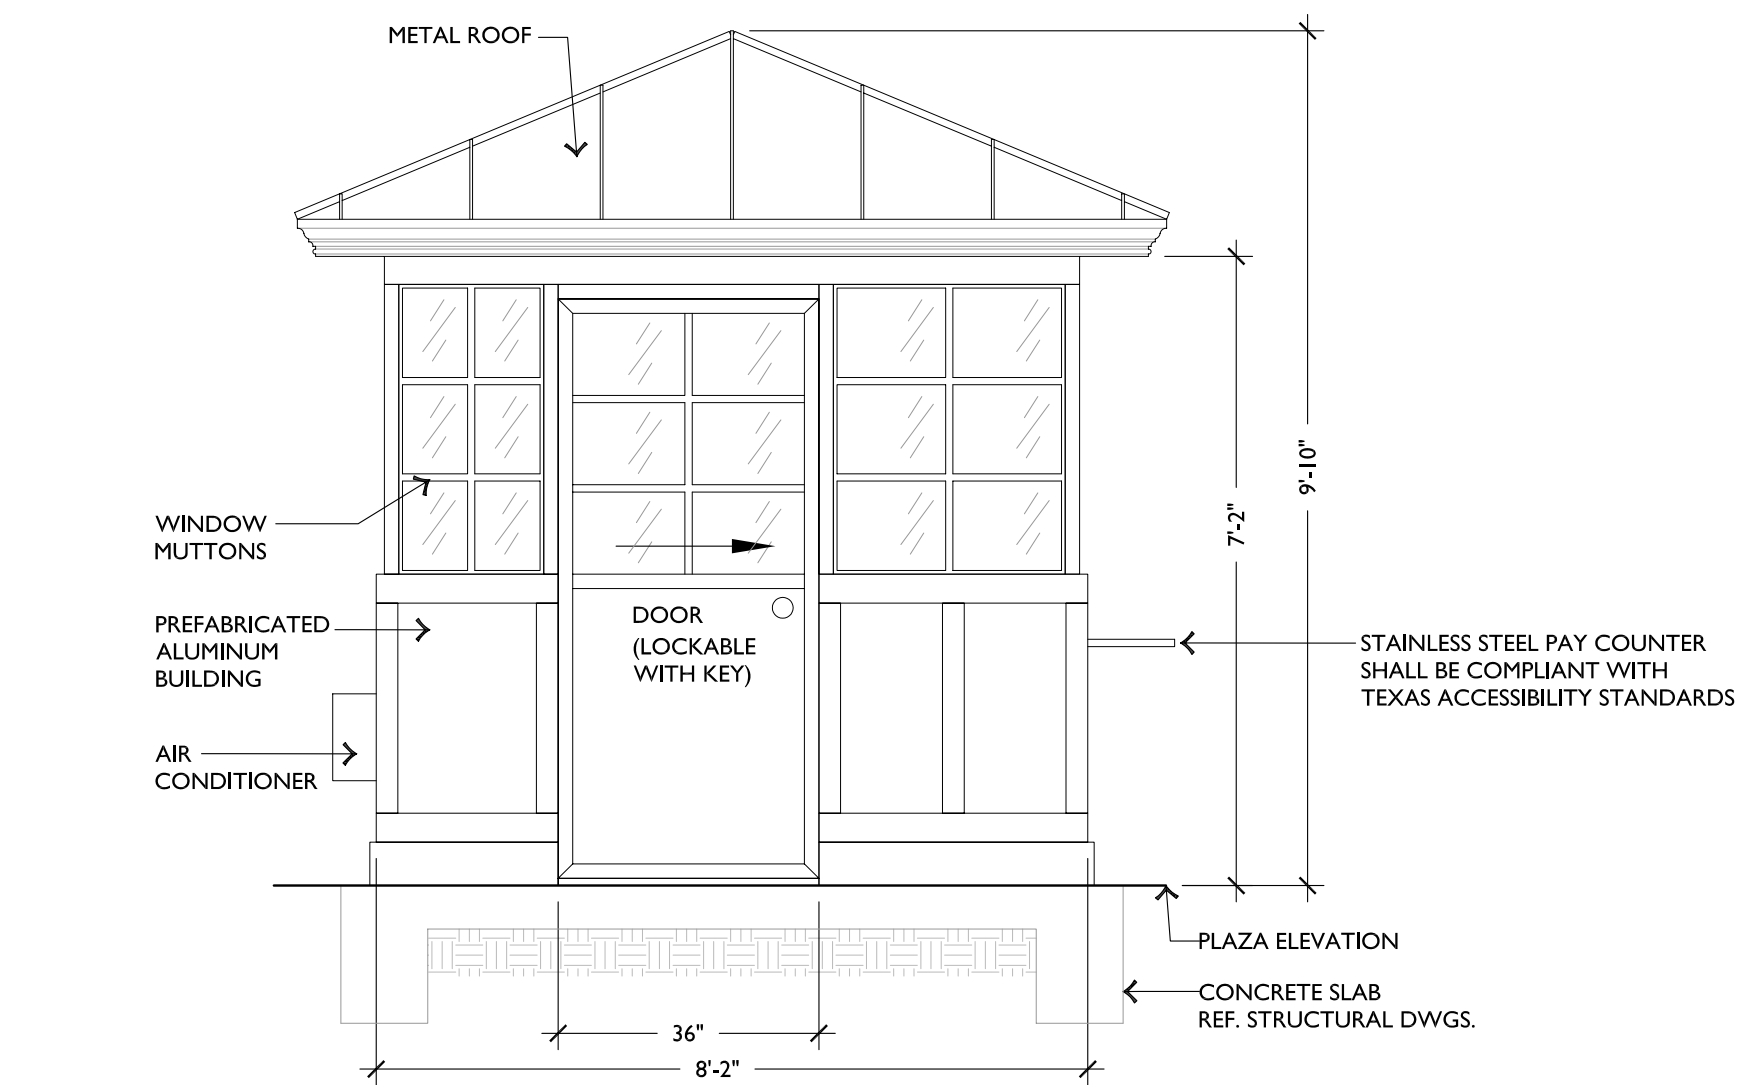 METAL ROOF
9'-10"
7'-2"
WINDOW
MUTTONS
PREFABRICATED
ALUMINUM
BUILDING
DOOR
(LOCKABLE
WITH KEY)
STAINLESS STEEL PAY COUNTER
SHALL BE COMPLIANT WITH
TEXAS ACCESSIBILITY STANDARDS
AIR
CONDITIONER
PLAZA ELEVATION
CONCRETE SLAB
REF. STRUCTURAL DWGS.
36"
8'-2"